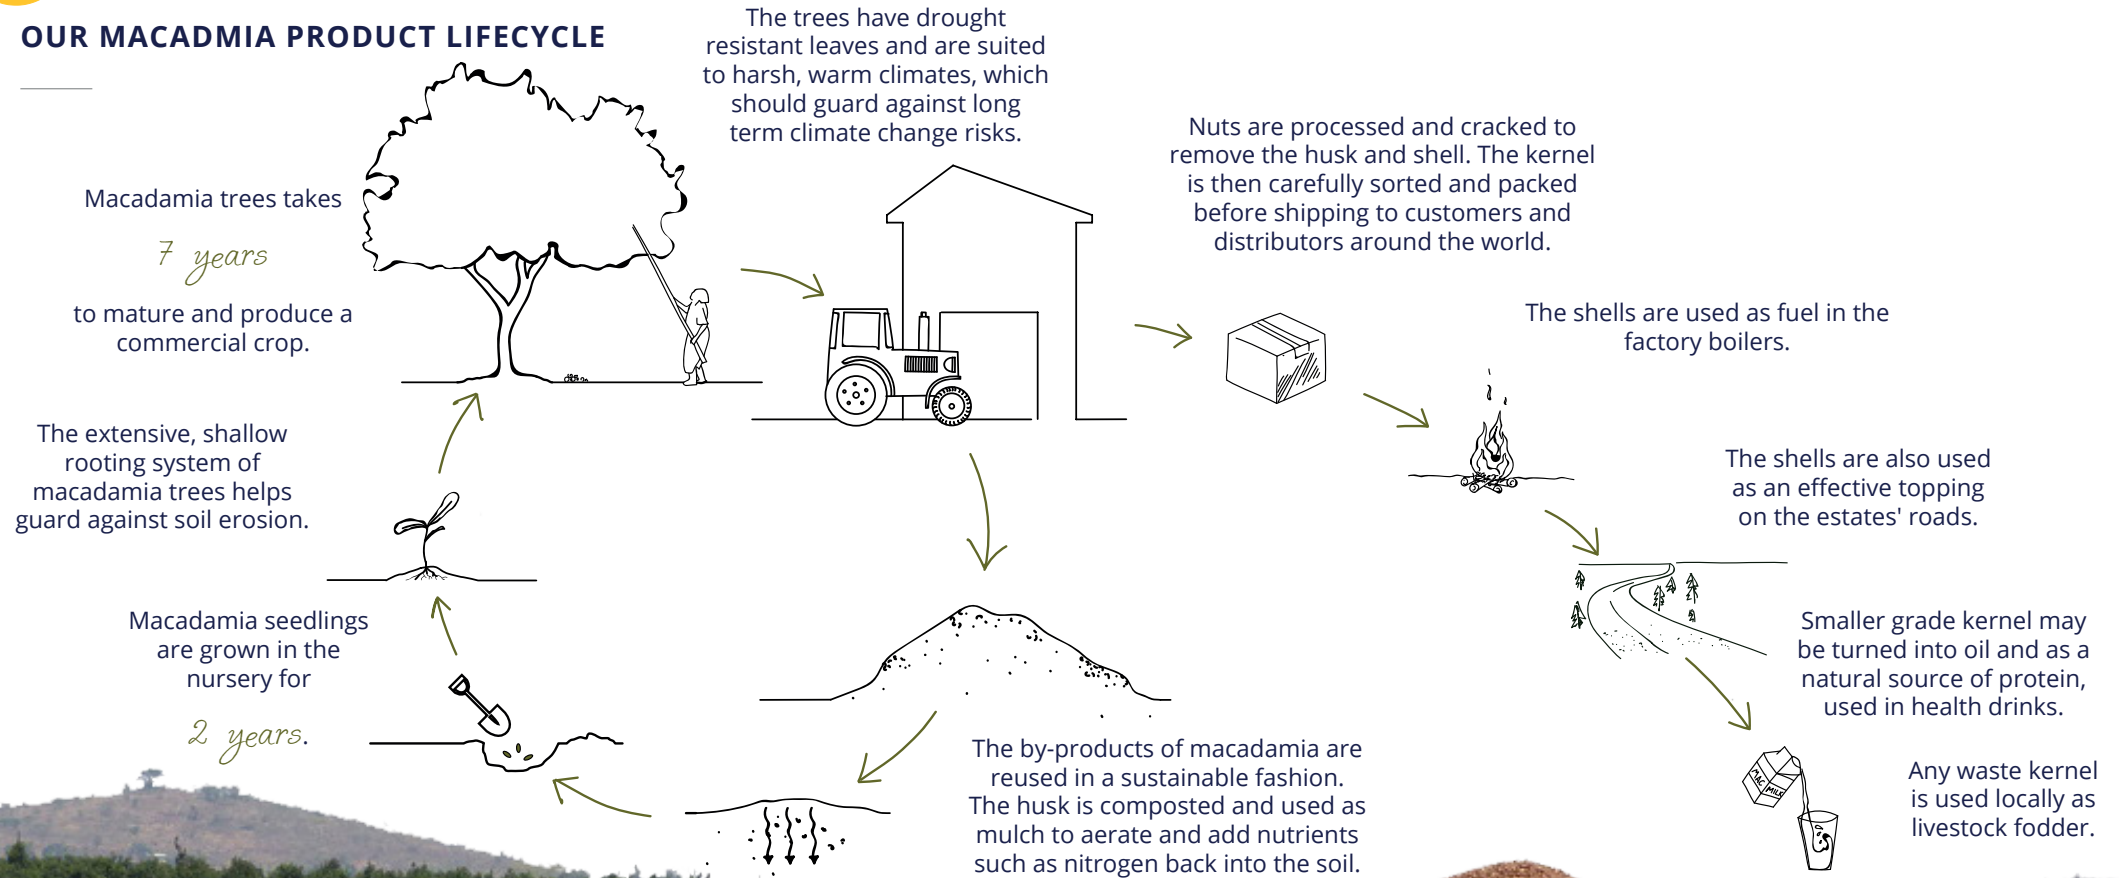 OUR MACADMIA PRODUCT LIFECYCLE
The trees have drought
resistant leaves and are suited
to harsh, warm climates, which
should guard against long
term climate change risks.
Nuts are processed and cracked to
remove the husk and shell. The kernel
is then carefully sorted and packed
before shipping to customers and
distributors around the world.
Macadamia trees takes
7 years
to mature and produce a
commercial crop.
The shells are used as fuel in the
factory boilers.
The extensive, shallow
rooting system of
macadamia trees helps
guard against soil erosion.
The shells are also used
as an effective topping
on the estates' roads.
Macadamia seedlings
are grown in the
nursery for
2 years.
Smaller grade kernel may
be turned into oil and as a
natural source of protein,
used in health drinks.
The by-products of macadamia are
reused in a sustainable fashion.
The husk is composted and used as
mulch to aerate and add nutrients
such as nitrogen back into the soil.
MAC
MILK
Any waste kernel
is used locally as
livestock fodder.